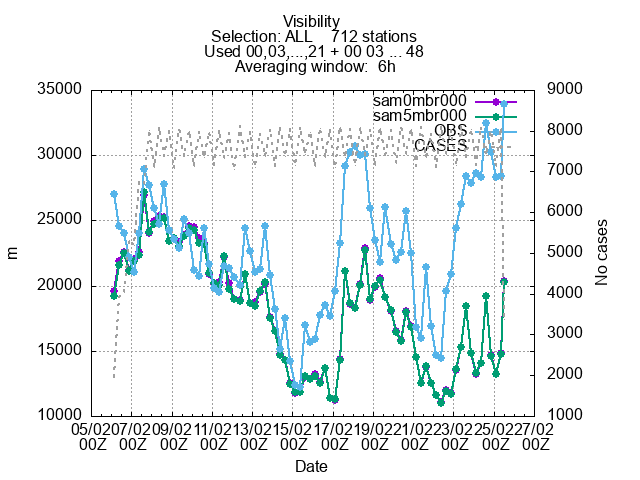 Visibility
Selection: ALL 712 stations
Used 00,03,...,21 + 00 03 ... 48
Averaging window: 6h
35000 9000
sam0mbr000
sam5mbr000
OBS 8000
CASES
30000 7000
6000
25000
5000
m No cases
20000 4000
3000
15000
2000
10000 1000
05/02 07/02 09/02 11/02 13/02 15/02 17/02 19/02 21/02 23/02 25/02 27/02
00Z 00Z 00Z 00Z 00Z 00Z 00Z 00Z 00Z 00Z 00Z 00Z
Date